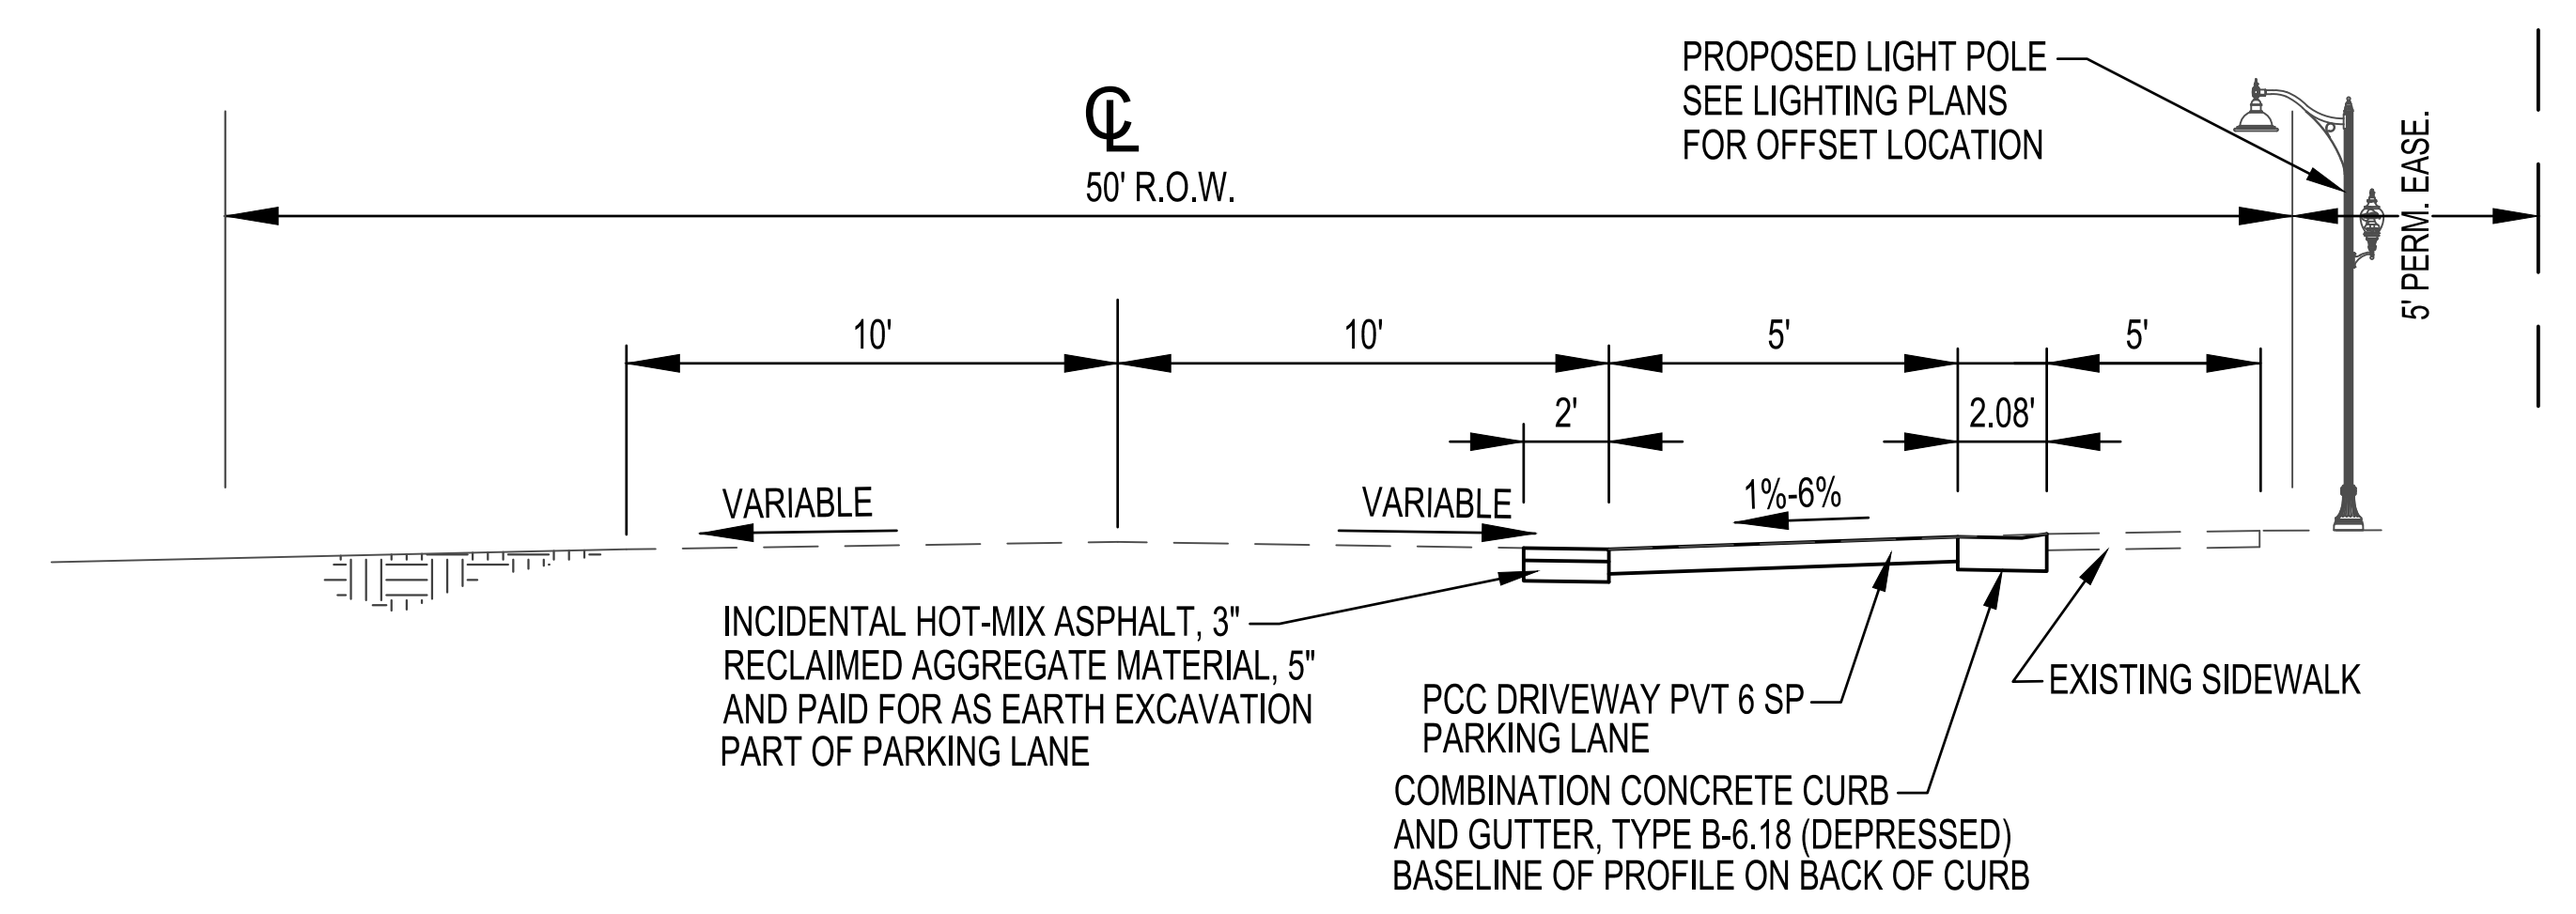 PROPOSED LIGHT POLE
SEE LIGHTING PLANS
FOR OFFSET LOCATION
CL
50' R.O.W.
5' PERM. EASE.
10'
10'
5'
5'
2'
2.08'
VARIABLE
VARIABLE
1%-6%
INCIDENTAL HOT-MIX ASPHALT, 3"
RECLAIMED AGGREGATE MATERIAL, 5"
AND PAID FOR AS EARTH EXCAVATION
PART OF PARKING LANE
PCC DRIVEWAY PVT 6 SP
PARKING LANE
EXISTING SIDEWALK
COMBINATION CONCRETE CURB
AND GUTTER, TYPE B-6.18 (DEPRESSED)
BASELINE OF PROFILE ON BACK OF CURB